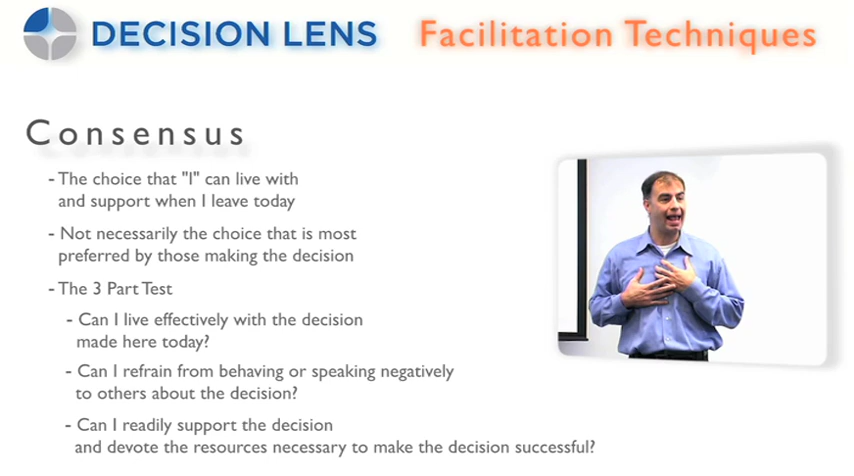 DECISION LENS Facilitation Techniques
Consensus
- The choice that "I" can live with
and support when I leave today
- Not necessarily the choice that is most
preferred by those making the decision
- The 3 Part Test
- Can I live effectively with the decision
made here today?
- Can I refrain from behaving or speaking negatively
to others about the decision?
- Can I readily support the decision
and devote the resources necessary to make the decision successful?